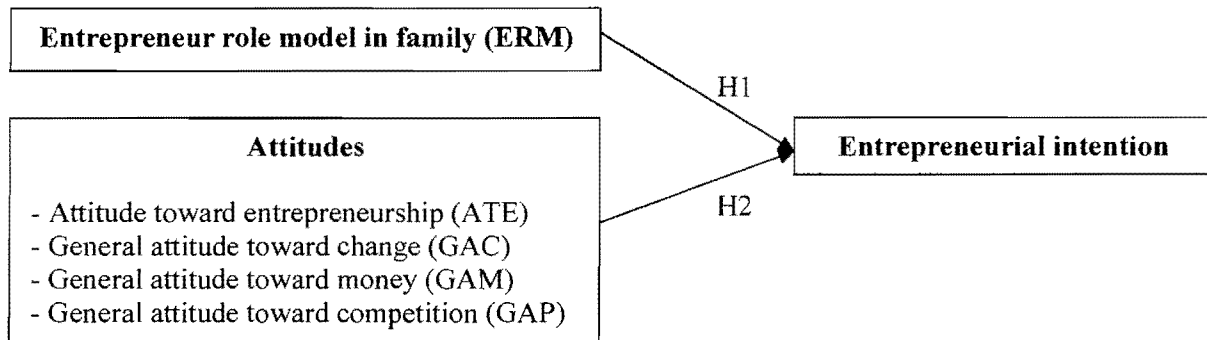 Entrepreneur role model in family (ERM)
H1
Attitudes
Entrepreneurial intention
- Attitude toward entrepreneurship (ATE)
H2
- General attitude toward change (GAC)
- General attitude toward money (GAM)
- General attitude toward competition (GAP)